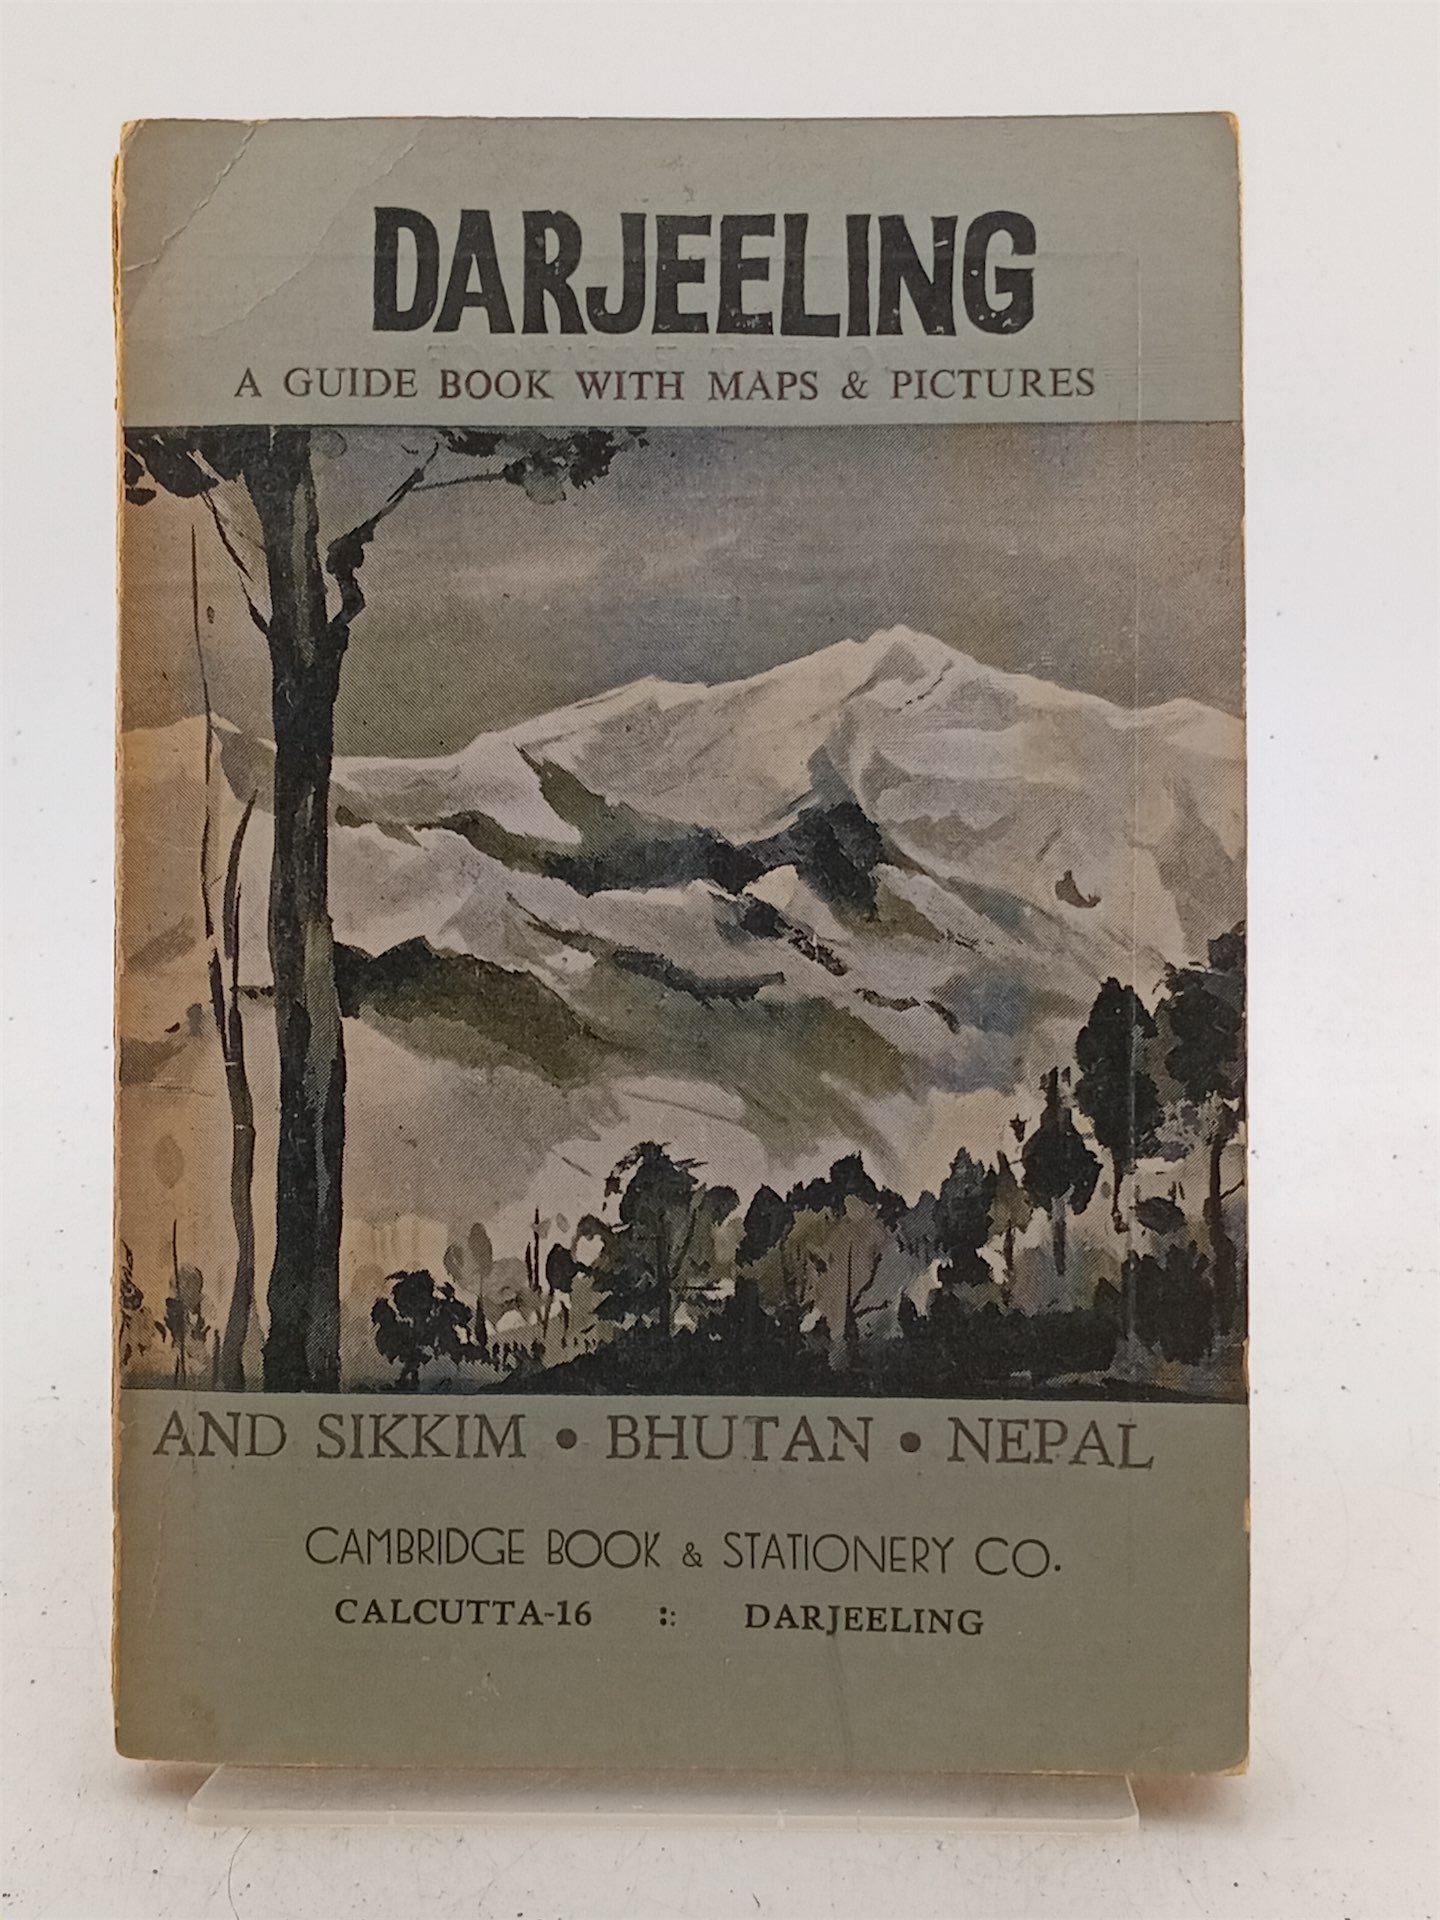 DARJEELING
A GUIDE BOOK WITH MAPS & PICTURES
AND SIKKIM • BHUTAN • NEPAL
CAMBRIDGE BOOK & STATIONERY CO.
CALCUTTA-16 :: DARJEELING